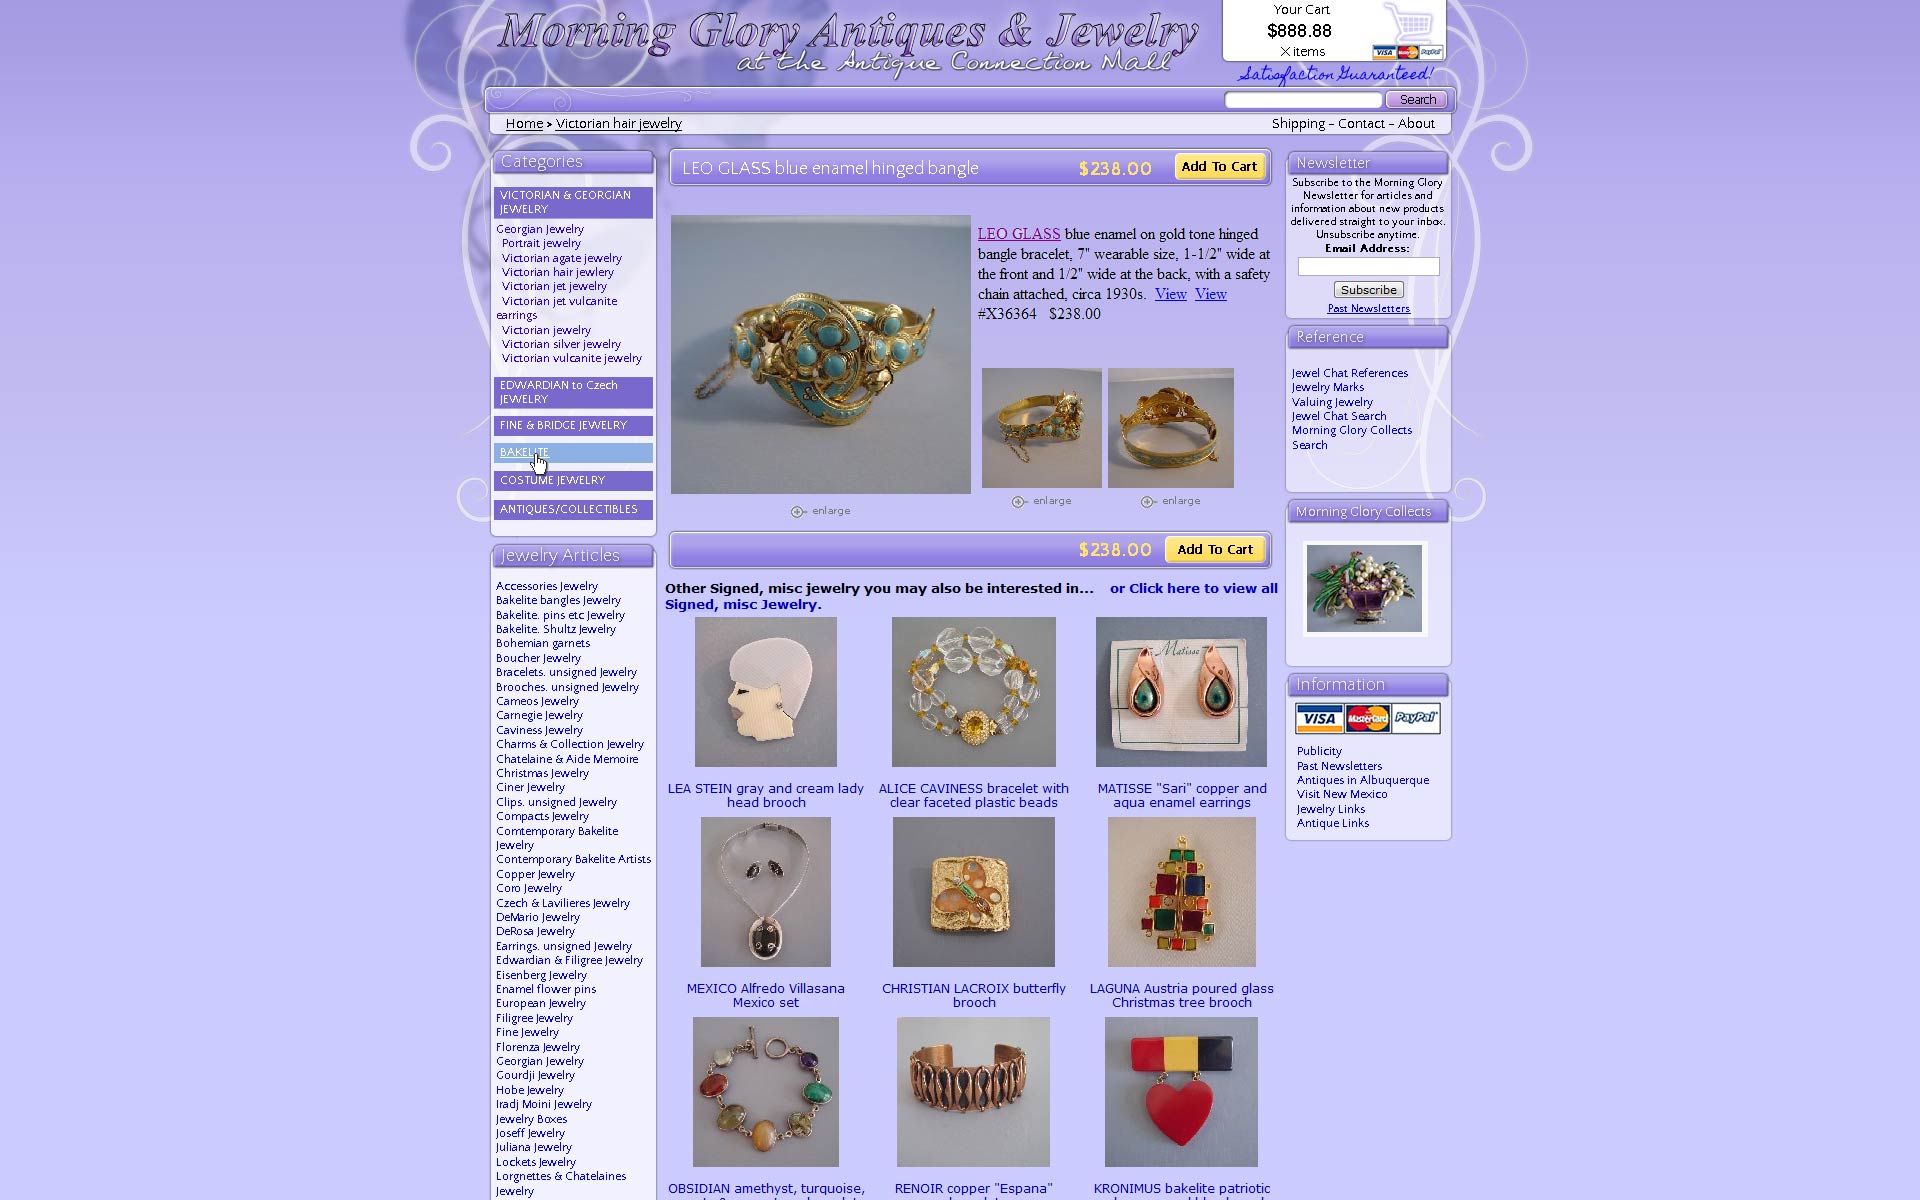 Morning Glory Antiques & Jewelry
at the Antique Connection Mall
Your Cart
$888.88
X items
VISA MasterCard PayPal
Satisfaction Guaranteed!
Search
Home > Victorian hair jewelry
Shipping - Contact - About
Categories
VICTORIAN & GEORGIAN
JEWELRY
Georgian Jewelry
Portrait jewelry
Victorian agate jewelry
Victorian hair jewlery
Victorian jet jewelry
Victorian jet vulcanite
earrings
Victorian jewelry
Victorian silver jewelry
Victorian vulcanite jewelry
EDWARDIAN to Czech
JEWELRY
FINE & BRIDGE JEWELRY
BAKELITE
COSTUME JEWELRY
ANTIQUES/COLLECTIBLES
Jewelry Articles
Accessories Jewelry
Bakelite bangles Jewelry
Bakelite. pins etc Jewelry
Bakelite. Shultz Jewelry
Bohemian garnets
Boucher Jewelry
Bracelets. unsigned Jewelry
Brooches. unsigned Jewelry
Cameos Jewelry
Carnegie Jewelry
Caviness Jewelry
Charms & Collection Jewelry
Chatelaine & Aide Memoire
Christmas Jewelry
Ciner Jewelry
Clips. unsigned Jewelry
Compacts Jewelry
Comtemporary Bakelite
Jewelry
Contemporary Bakelite Artists
Copper Jewelry
Coro Jewelry
Czech & Lavilieres Jewelry
DeMario Jewelry
DeRosa Jewelry
Earrings. unsigned Jewelry
Edwardian & Filigree Jewelry
Eisenberg Jewelry
Enamel flower pins
European Jewelry
Filigree Jewelry
Fine Jewelry
Florenza Jewelry
Georgian Jewelry
Gourdji Jewelry
Hobe Jewelry
Iradj Moini Jewelry
Jewelry Boxes
Joseff Jewelry
Juliana Jewelry
Lockets Jewelry
Lorgnettes & Chatelaines
Jewelry
LEO GLASS blue enamel hinged bangle
$238.00
Add To Cart
LEO GLASS blue enamel on gold tone hinged
bangle bracelet, 7" wearable size, 1-1/2" wide at
the front and 1/2" wide at the back, with a safety
chain attached, circa 1930s. View View
#X36364 $238.00
enlarge
enlarge
enlarge
$238.00
Add To Cart
Other Signed, misc jewelry you may also be interested in... or Click here to view all
Signed, misc Jewelry.
Matisse
LEA STEIN gray and cream lady
head brooch
ALICE CAVINESS bracelet with
clear faceted plastic beads
MATISSE "Sari" copper and
aqua enamel earrings
MEXICO Alfredo Villasana
Mexico set
CHRISTIAN LACROIX butterfly
brooch
LAGUNA Austria poured glass
Christmas tree brooch
OBSIDIAN amethyst, turquoise,
RENOIR copper "Espana"
KRONIMUS bakelite patriotic
Newsletter
Subscribe to the Morning Glory
Newsletter for articles and
information about new products
delivered straight to your inbox.
Unsubscribe anytime.
Email Address:
Subscribe
Past Newsletters
Reference
Jewel Chat References
Jewelry Marks
Valuing Jewelry
Jewel Chat Search
Morning Glory Collects
Search
Morning Glory Collects
Information
VISA MasterCard PayPal
Publicity
Past Newsletters
Antiques in Albuquerque
Visit New Mexico
Jewelry Links
Antique Links